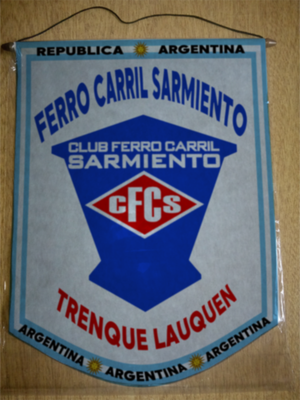 REPUBLICA ARGENTINA
FERRO CARRIL SARMIENTO
CLUB FERRO CARRIL
SARMIENTO
CFCS
TRENQUE LAUQUEN
ARGENTINA ARGENTINA ARGENTINA